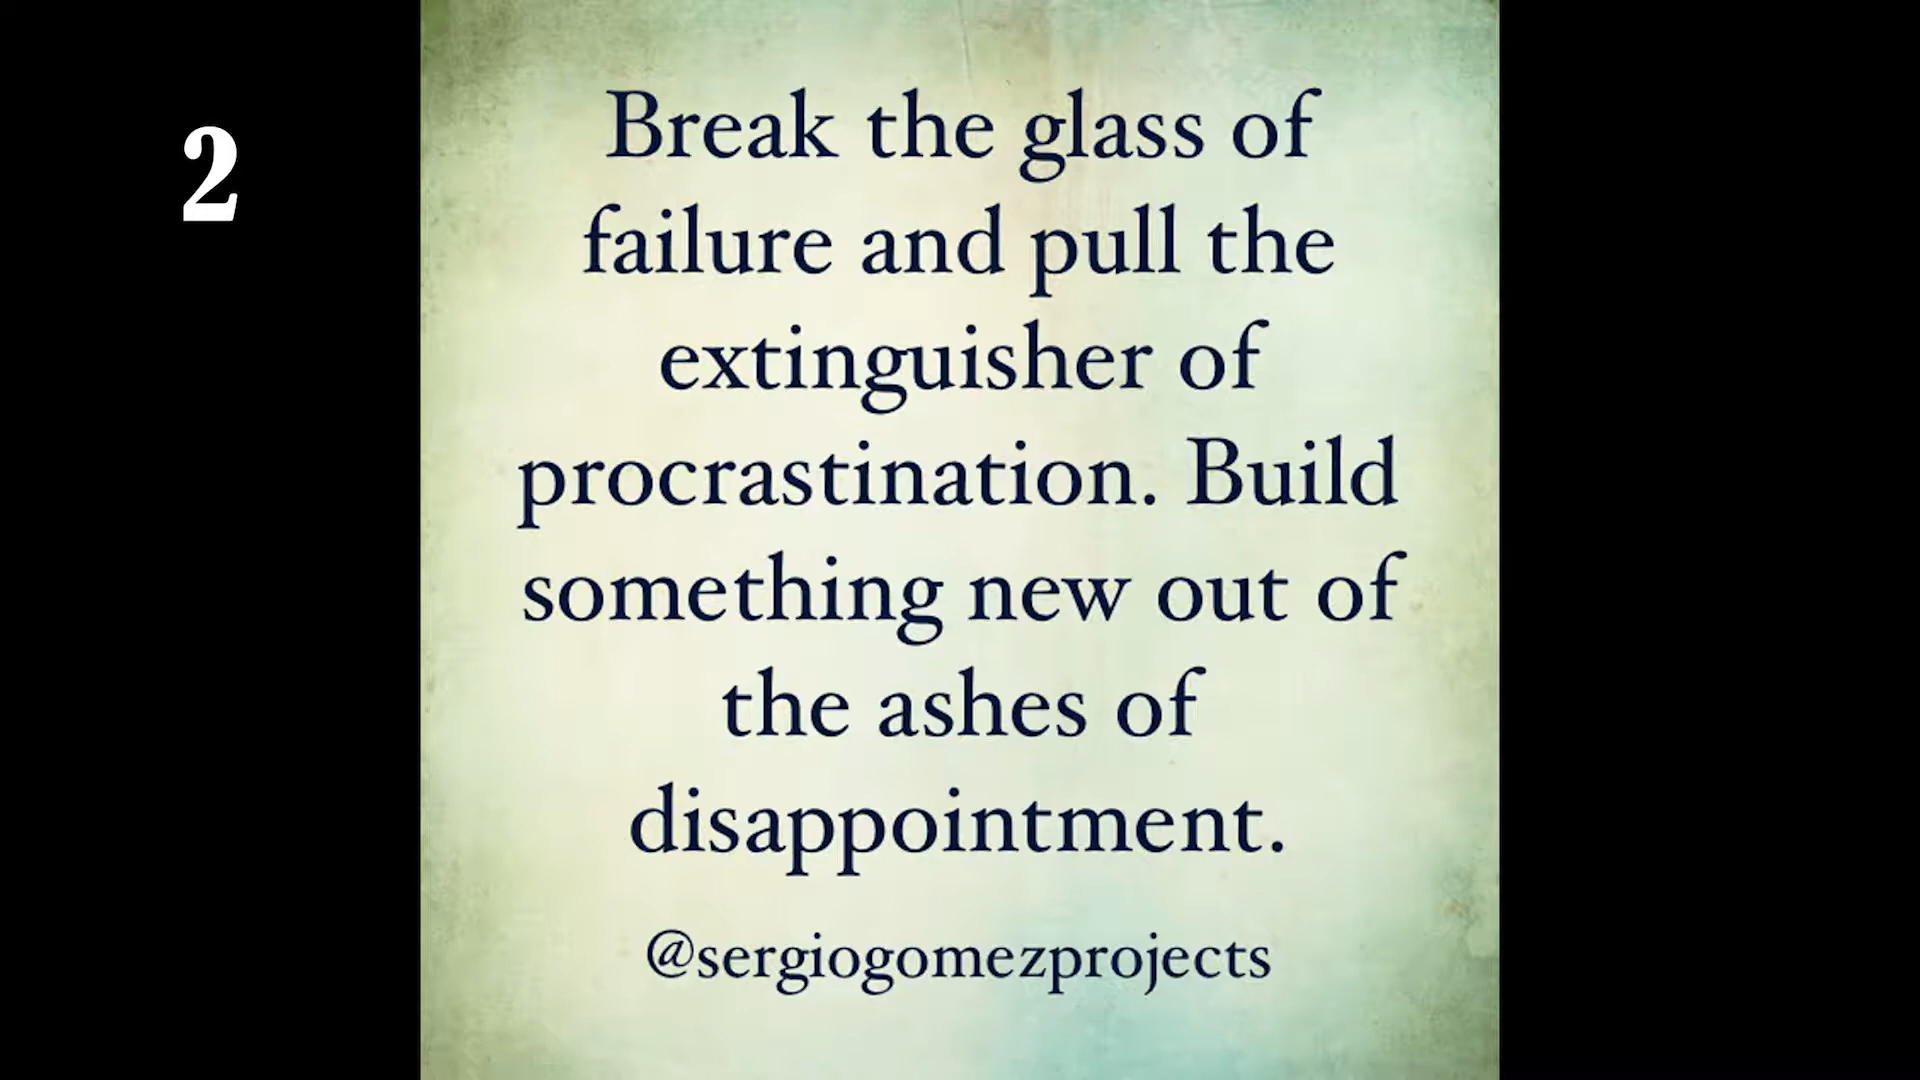 2
Break the glass of
failure and pull the
extinguisher of
procrastination. Build
something new out of
the ashes of
disappointment.
@sergiogomezprojects